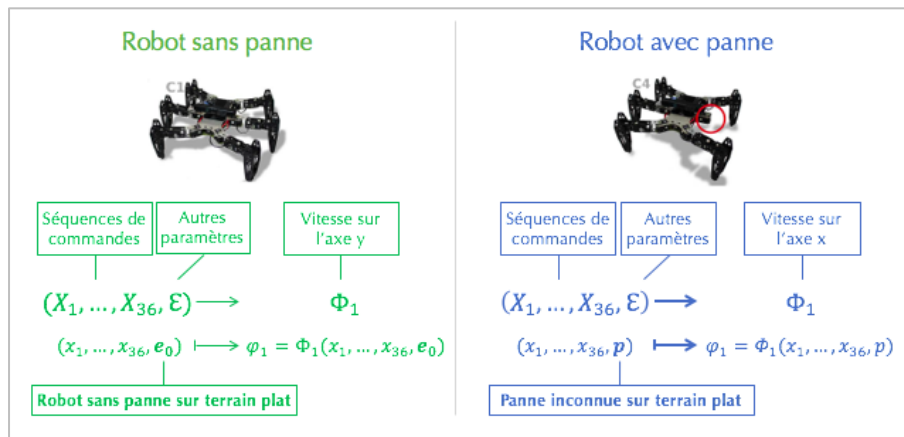 Robot sans panne
C1
Séquences de
commandes
Autres
paramètres
Vitesse sur
l'axe y
(X₁, … , X₃₆, Ɛ) ⟶ Φ₁
(x₁, … , x₃₆, e₀) ⟼ φ₁ = Φ₁(x₁, … , x₃₆, e₀)
Robot sans panne sur terrain plat
Robot avec panne
C4
Séquences de
commandes
Autres
paramètres
Vitesse sur
l'axe x
(X₁, … , X₃₆, Ɛ) ⟶ Φ₁
(x₁, … , x₃₆, p) ⟼ φ₁ = Φ₁(x₁, … , x₃₆, p)
Panne inconnue sur terrain plat